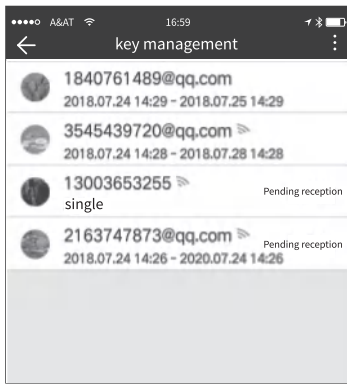 A&AT 16:59
key management
1840761489@qq.com
2018.07.24 14:29 - 2018.07.25 14:29
3545439720@qq.com
2018.07.24 14:28 - 2018.07.28 14:28
13003653255
Pending reception
single
2163747873@qq.com
Pending reception
2018.07.24 14:26 - 2020.07.24 14:26